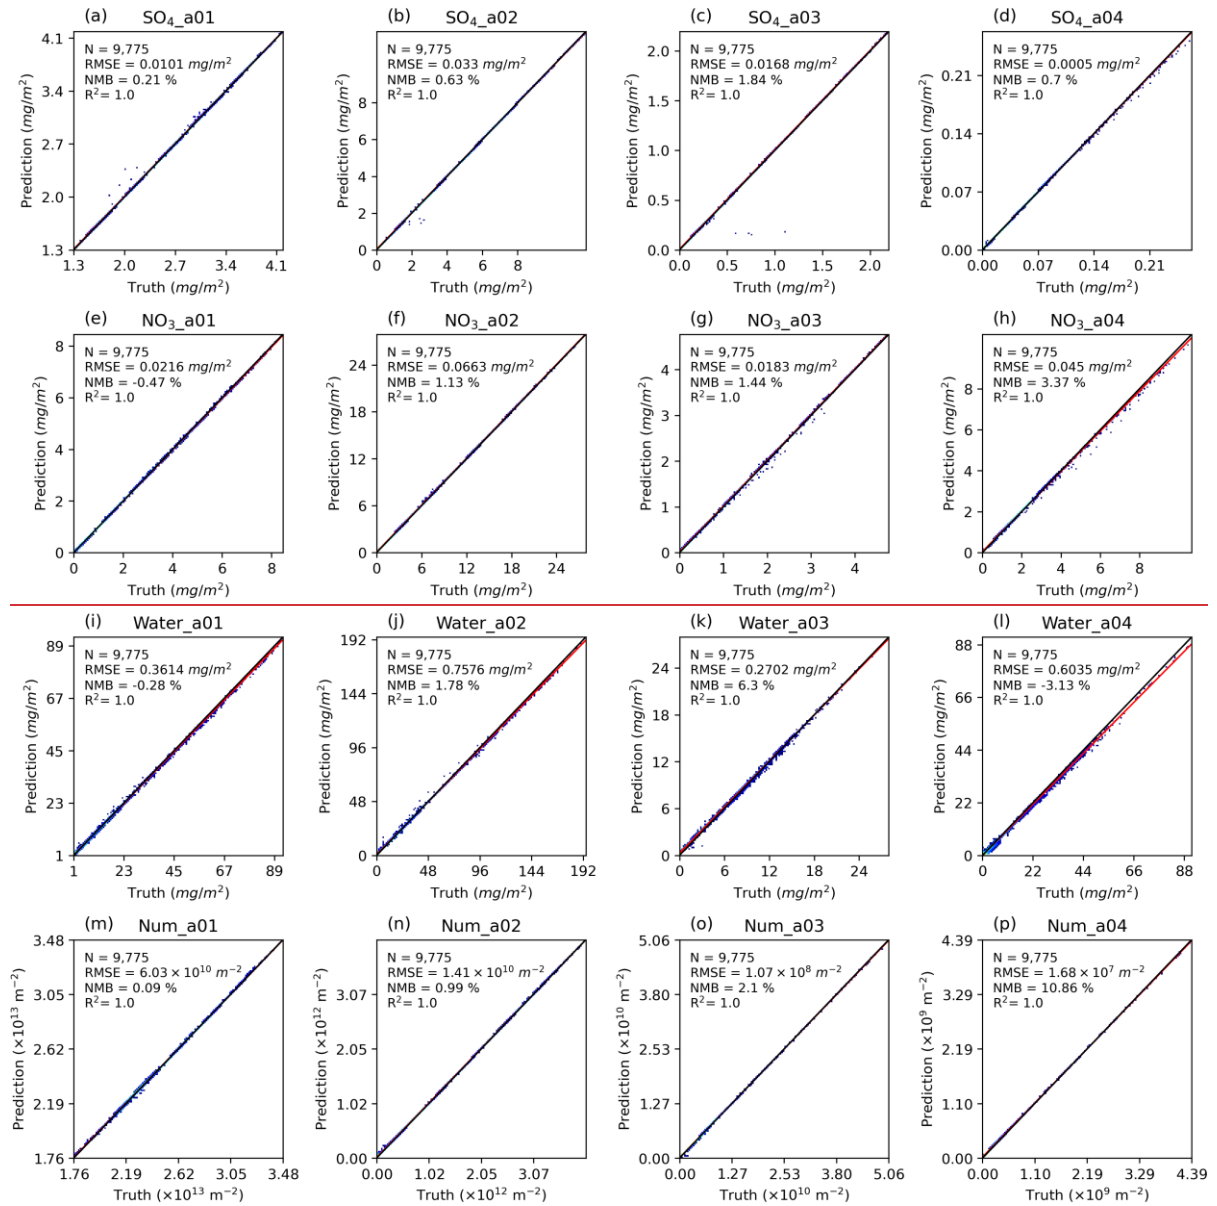 (a) SO₄_a01
N = 9,775
RMSE = 0.0101 mg/m²
NMB = 0.21 %
R²= 1.0
4.1
3.4
2.7
2.0
1.3
Prediction (mg/m²)
1.3 2.0 2.7 3.4 4.1
Truth (mg/m²)
(b) SO₄_a02
N = 9,775
RMSE = 0.033 mg/m²
NMB = 0.63 %
R²= 1.0
8
6
4
2
0
Prediction (mg/m²)
0 2 4 6 8
Truth (mg/m²)
(c) SO₄_a03
N = 9,775
RMSE = 0.0168 mg/m²
NMB = 1.84 %
R²= 1.0
2.0
1.5
1.0
0.5
0.0
Prediction (mg/m²)
0.0 0.5 1.0 1.5 2.0
Truth (mg/m²)
(d) SO₄_a04
N = 9,775
RMSE = 0.0005 mg/m²
NMB = 0.7 %
R²= 1.0
0.21
0.14
0.07
0.00
Prediction (mg/m²)
0.00 0.07 0.14 0.21
Truth (mg/m²)
(e) NO₃_a01
N = 9,775
RMSE = 0.0216 mg/m²
NMB = -0.47 %
R²= 1.0
8
6
4
2
0
Prediction (mg/m²)
0 2 4 6 8
Truth (mg/m²)
(f) NO₃_a02
N = 9,775
RMSE = 0.0663 mg/m²
NMB = 1.13 %
R²= 1.0
24
18
12
6
0
Prediction (mg/m²)
0 6 12 18 24
Truth (mg/m²)
(g) NO₃_a03
N = 9,775
RMSE = 0.0183 mg/m²
NMB = 1.44 %
R²= 1.0
4
3
2
1
0
Prediction (mg/m²)
0 1 2 3 4
Truth (mg/m²)
(h) NO₃_a04
N = 9,775
RMSE = 0.045 mg/m²
NMB = 3.37 %
R²= 1.0
8
6
4
2
0
Prediction (mg/m²)
0 2 4 6 8
Truth (mg/m²)
(i) Water_a01
N = 9,775
RMSE = 0.3614 mg/m²
NMB = -0.28 %
R²= 1.0
89
67
45
23
1
Prediction (mg/m²)
1 23 45 67 89
Truth (mg/m²)
(j) Water_a02
N = 9,775
RMSE = 0.7576 mg/m²
NMB = 1.78 %
R²= 1.0
192
144
96
48
0
Prediction (mg/m²)
0 48 96 144 192
Truth (mg/m²)
(k) Water_a03
N = 9,775
RMSE = 0.2702 mg/m²
NMB = 6.3 %
R²= 1.0
24
18
12
6
0
Prediction (mg/m²)
0 6 12 18 24
Truth (mg/m²)
(l) Water_a04
N = 9,775
RMSE = 0.6035 mg/m²
NMB = -3.13 %
R²= 1.0
88
66
44
22
0
Prediction (mg/m²)
0 22 44 66 88
Truth (mg/m²)
(m) Num_a01
N = 9,775
RMSE = 6.03 × 10¹⁰ m⁻²
NMB = 0.09 %
R²= 1.0
3.48
3.05
2.62
2.19
1.76
Prediction (×10¹³ m⁻²)
1.76 2.19 2.62 3.05 3.48
Truth (×10¹³ m⁻²)
(n) Num_a02
N = 9,775
RMSE = 1.41 × 10¹⁰ m⁻²
NMB = 0.99 %
R²= 1.0
3.07
2.05
1.02
0.00
Prediction (×10¹² m⁻²)
0.00 1.02 2.05 3.07
Truth (×10¹² m⁻²)
(o) Num_a03
N = 9,775
RMSE = 1.07 × 10⁸ m⁻²
NMB = 2.1 %
R²= 1.0
5.06
3.80
2.53
1.27
0.00
Prediction (×10¹⁰ m⁻²)
0.00 1.27 2.53 3.80 5.06
Truth (×10¹⁰ m⁻²)
(p) Num_a04
N = 9,775
RMSE = 1.68 × 10⁷ m⁻²
NMB = 10.86 %
R²= 1.0
4.39
3.29
2.19
1.10
0.00
Prediction (×10⁹ m⁻²)
0.00 1.10 2.19 3.29 4.39
Truth (×10⁹ m⁻²)